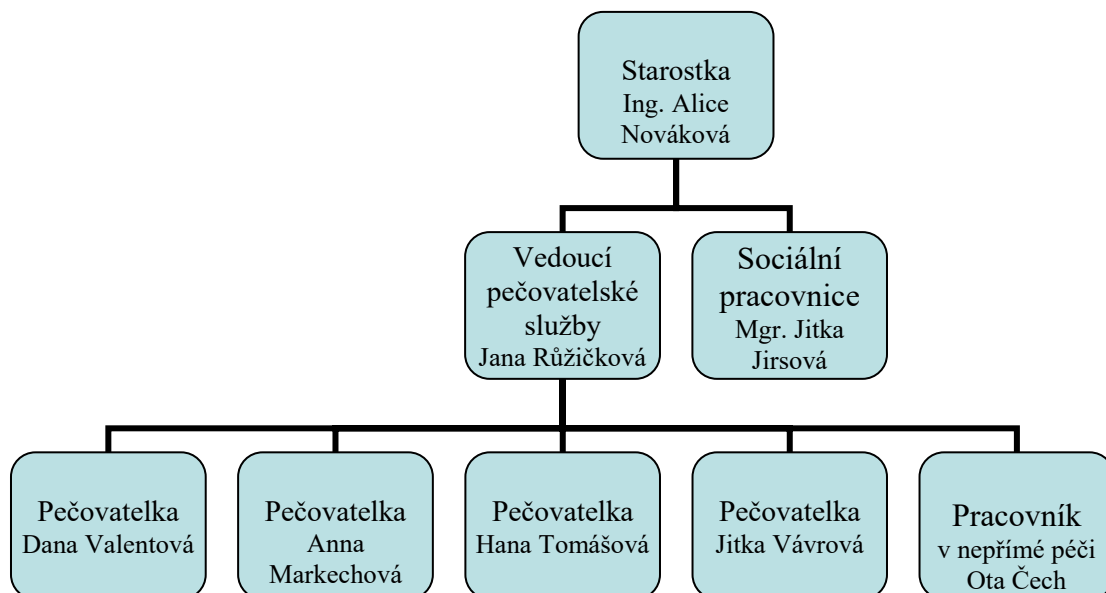 Starostka
Ing. Alice
Nováková
Vedoucí
pečovatelské
služby
Jana Růžičková
Sociální
pracovnice
Mgr. Jitka
Jirsová
Pečovatelka
Dana Valentová
Pečovatelka
Anna
Markechová
Pečovatelka
Hana Tomášová
Pečovatelka
Jitka Vávrová
Pracovník
v nepřímé péči
Ota Čech